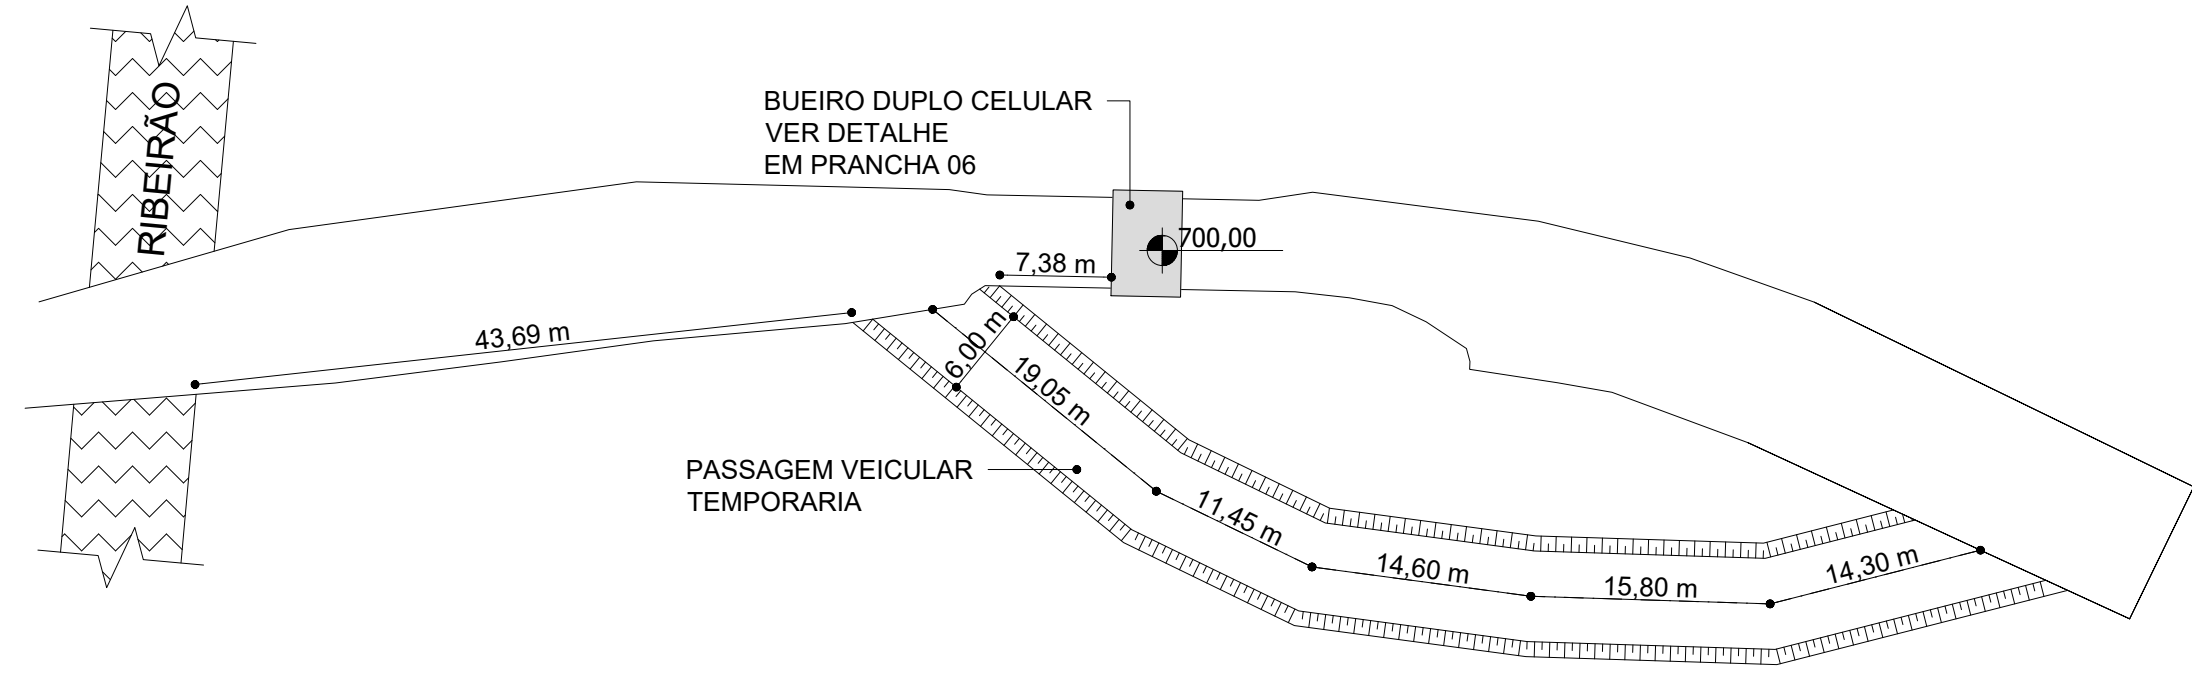 RIBEIRÃO
BUEIRO DUPLO CELULAR
VER DETALHE
EM PRANCHA 06
700,00
7,38 m
43,69 m
6,00 m
19,05 m
PASSAGEM VEICULAR
TEMPORARIA
11,45 m
14,60 m
15,80 m
14,30 m